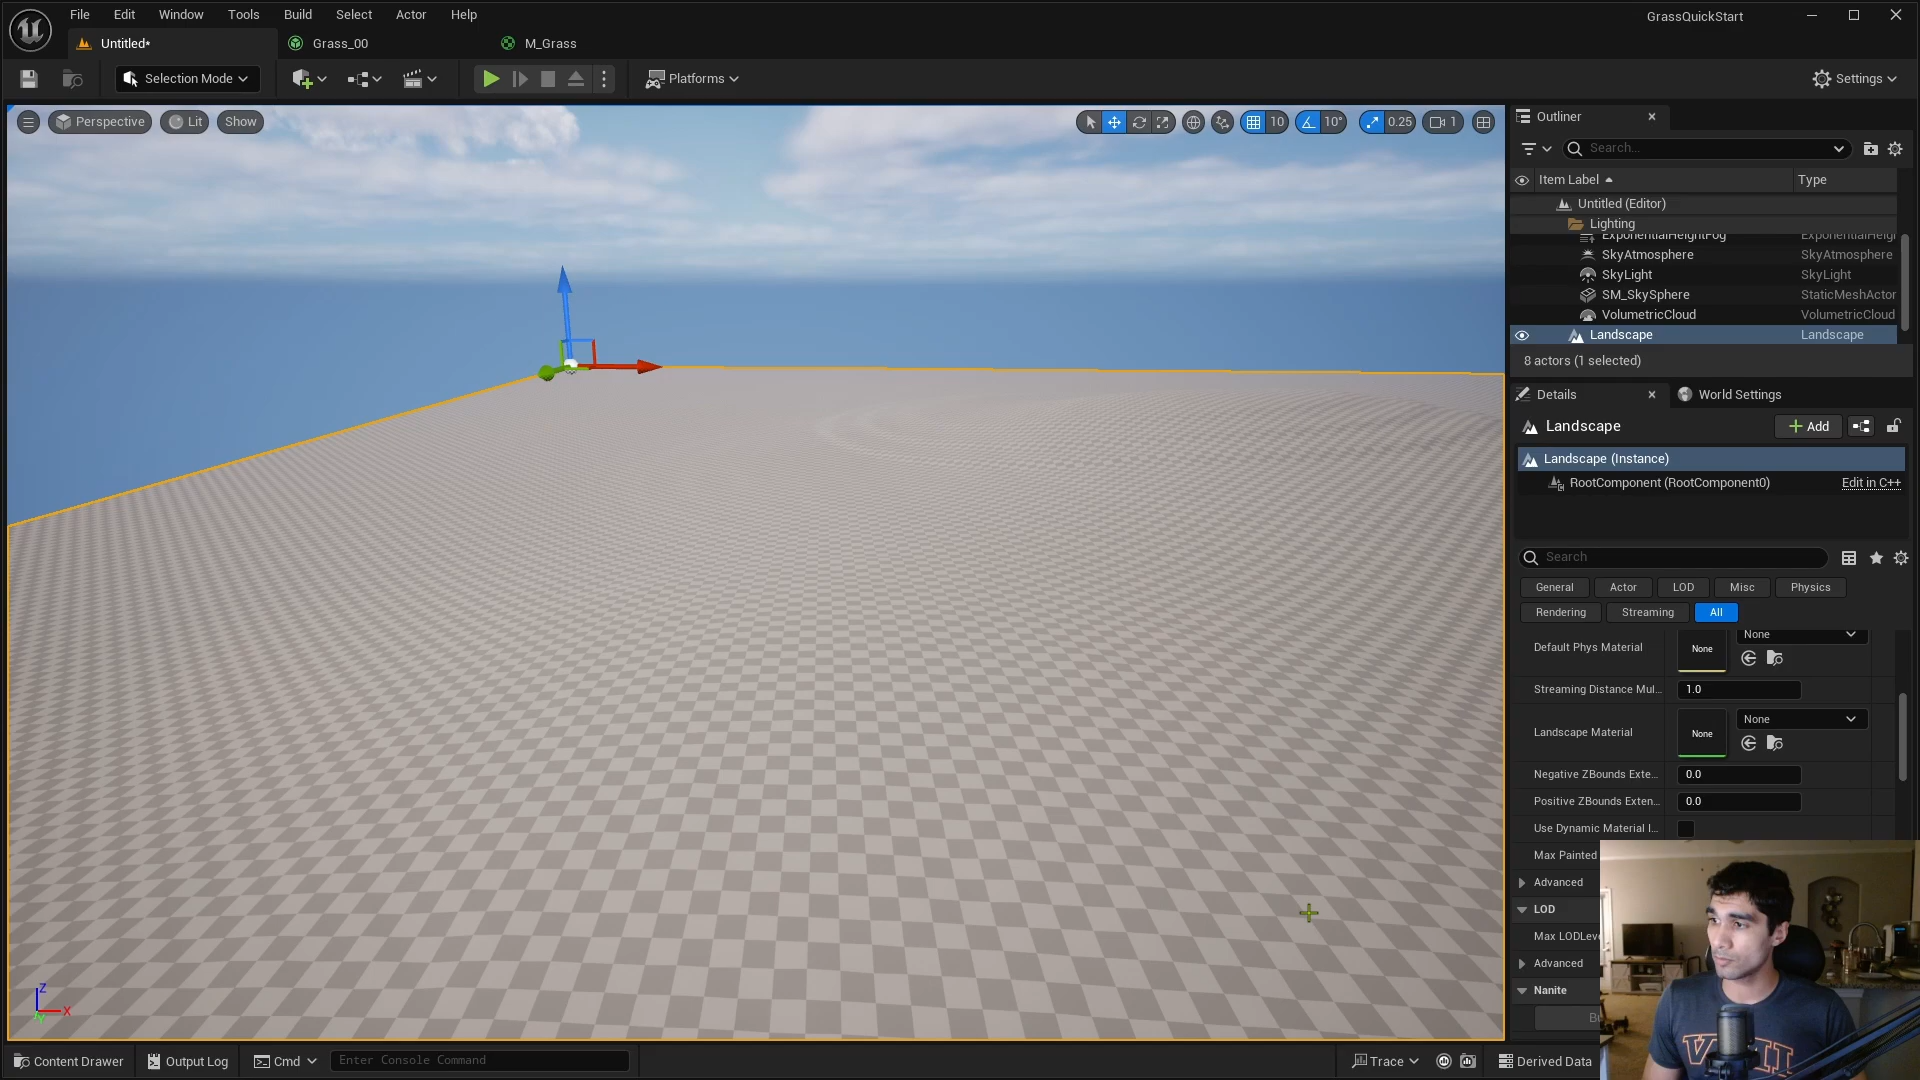 File Edit Window Tools Build Select Actor Help
GrassQuickStart
Untitled*
Grass_00
M_Grass
Selection Mode
Platforms
Settings
Perspective
Lit
Show
10
10°
0.25
1
Outliner
Search...
Item Label
Type
Untitled (Editor)
Lighting
ExponentialHeightFog ExponentialHeigh
SkyAtmosphere SkyAtmosphere
SkyLight SkyLight
SM_SkySphere StaticMeshActor
VolumetricCloud VolumetricCloud
Landscape Landscape
8 actors (1 selected)
Details
World Settings
Landscape
Add
Landscape (Instance)
RootComponent (RootComponent0)
Edit in C++
Search
General Actor LOD Misc Physics
Rendering Streaming All
Default Phys Material
None
None
Streaming Distance Mul...
1.0
Landscape Material
None
None
Negative ZBounds Exte...
0.0
Positive ZBounds Exten...
0.0
Use Dynamic Material I...
Max Painted
Advanced
LOD
Max LODLeve
Advanced
Nanite
Bu
Z
X
Y
Content Drawer
Output Log
Cmd
Enter Console Command
Trace
Derived Data